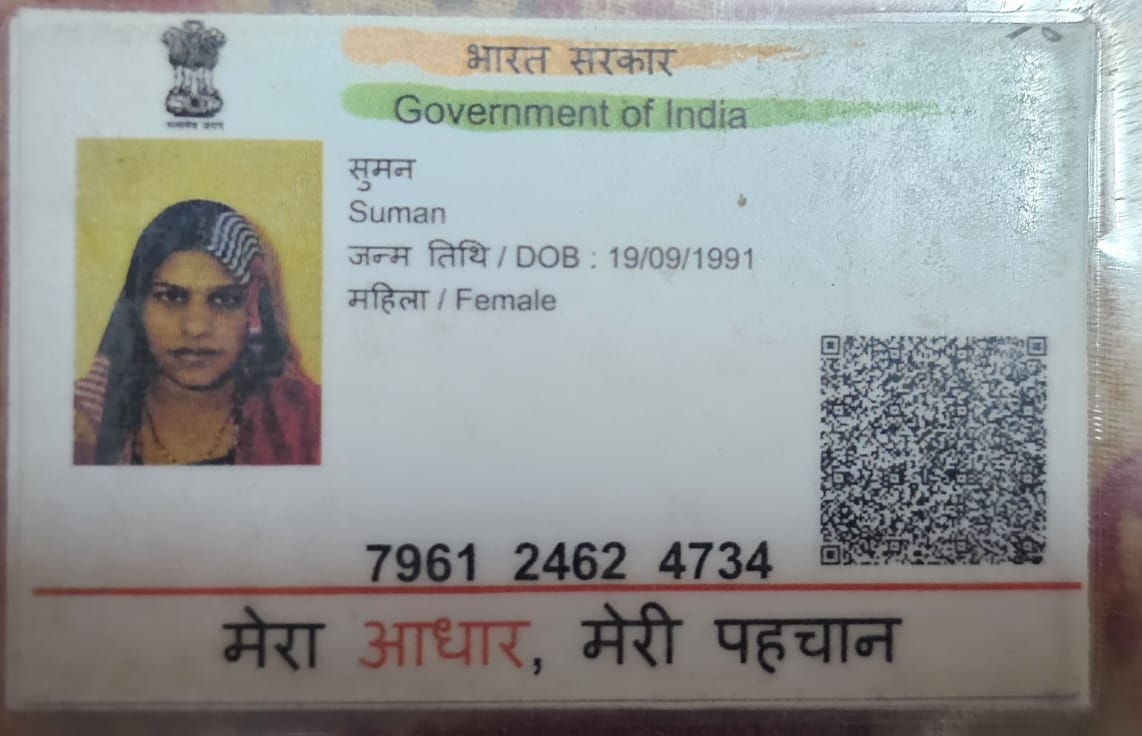 भारत सरकार
Government of India
सत्यमेव जयते
सुमन
Suman
जन्म तिथि / DOB : 19/09/1991
महिला / Female
7961 2462 4734
मेरा आधार, मेरी पहचान